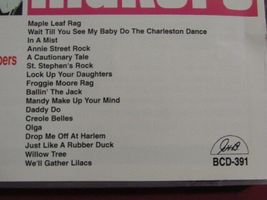 Maple Leaf Rag
Wait Till You See My Baby Do The Charleston Dance
In A Mist
Annie Street Rock
A Cautionary Tale
St. Stephen's Rock
Lock Up Your Daughters
Froggie Moore Rag
Ballin' The Jack
Mandy Make Up Your Mind
Daddy Do
Creole Belles
Olga
Drop Me Off At Harlem
Just Like A Rubber Duck
Willow Tree
We'll Gather Lilacs
BCD-391